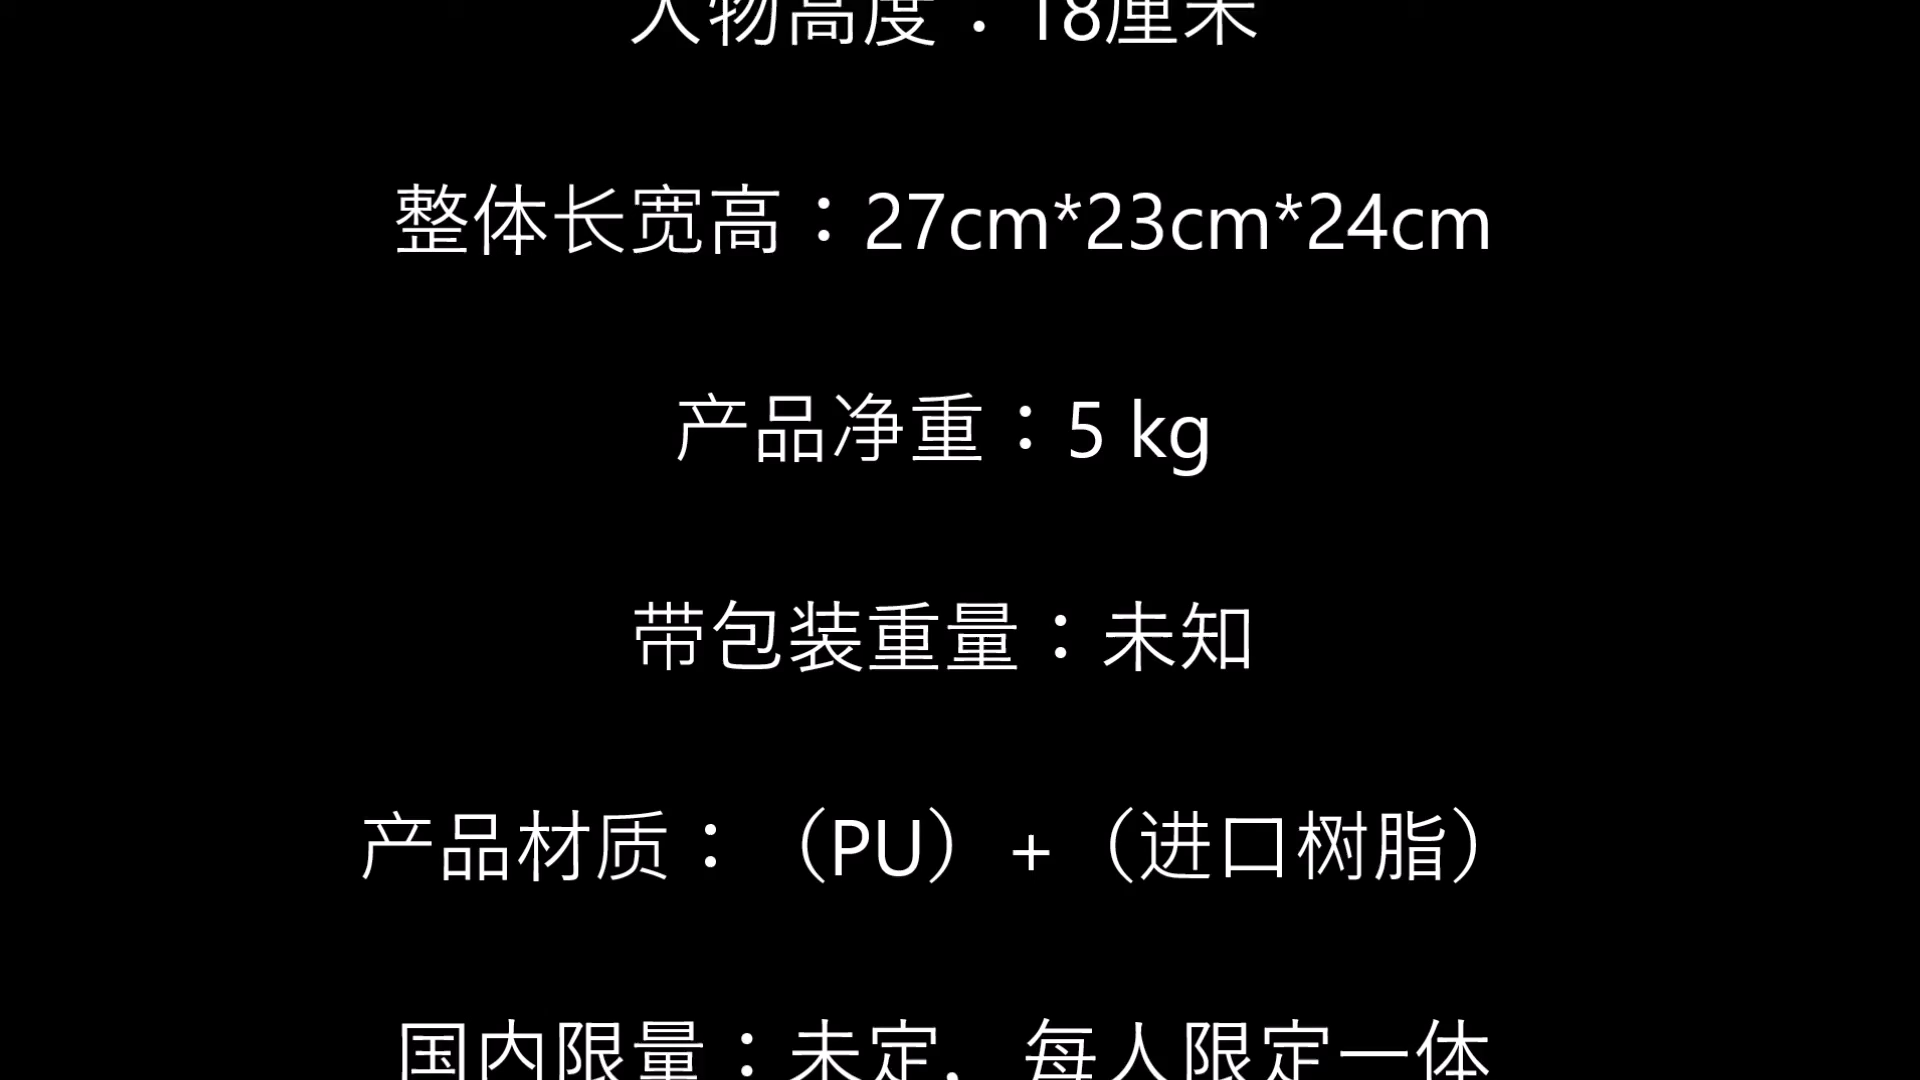 人物高度：18厘米
整体长宽高：27cm*23cm*24cm
产品净重：5 kg
带包装重量：未知
产品材质：（PU）+（进口树脂）
国内限量：未定，每人限定一体